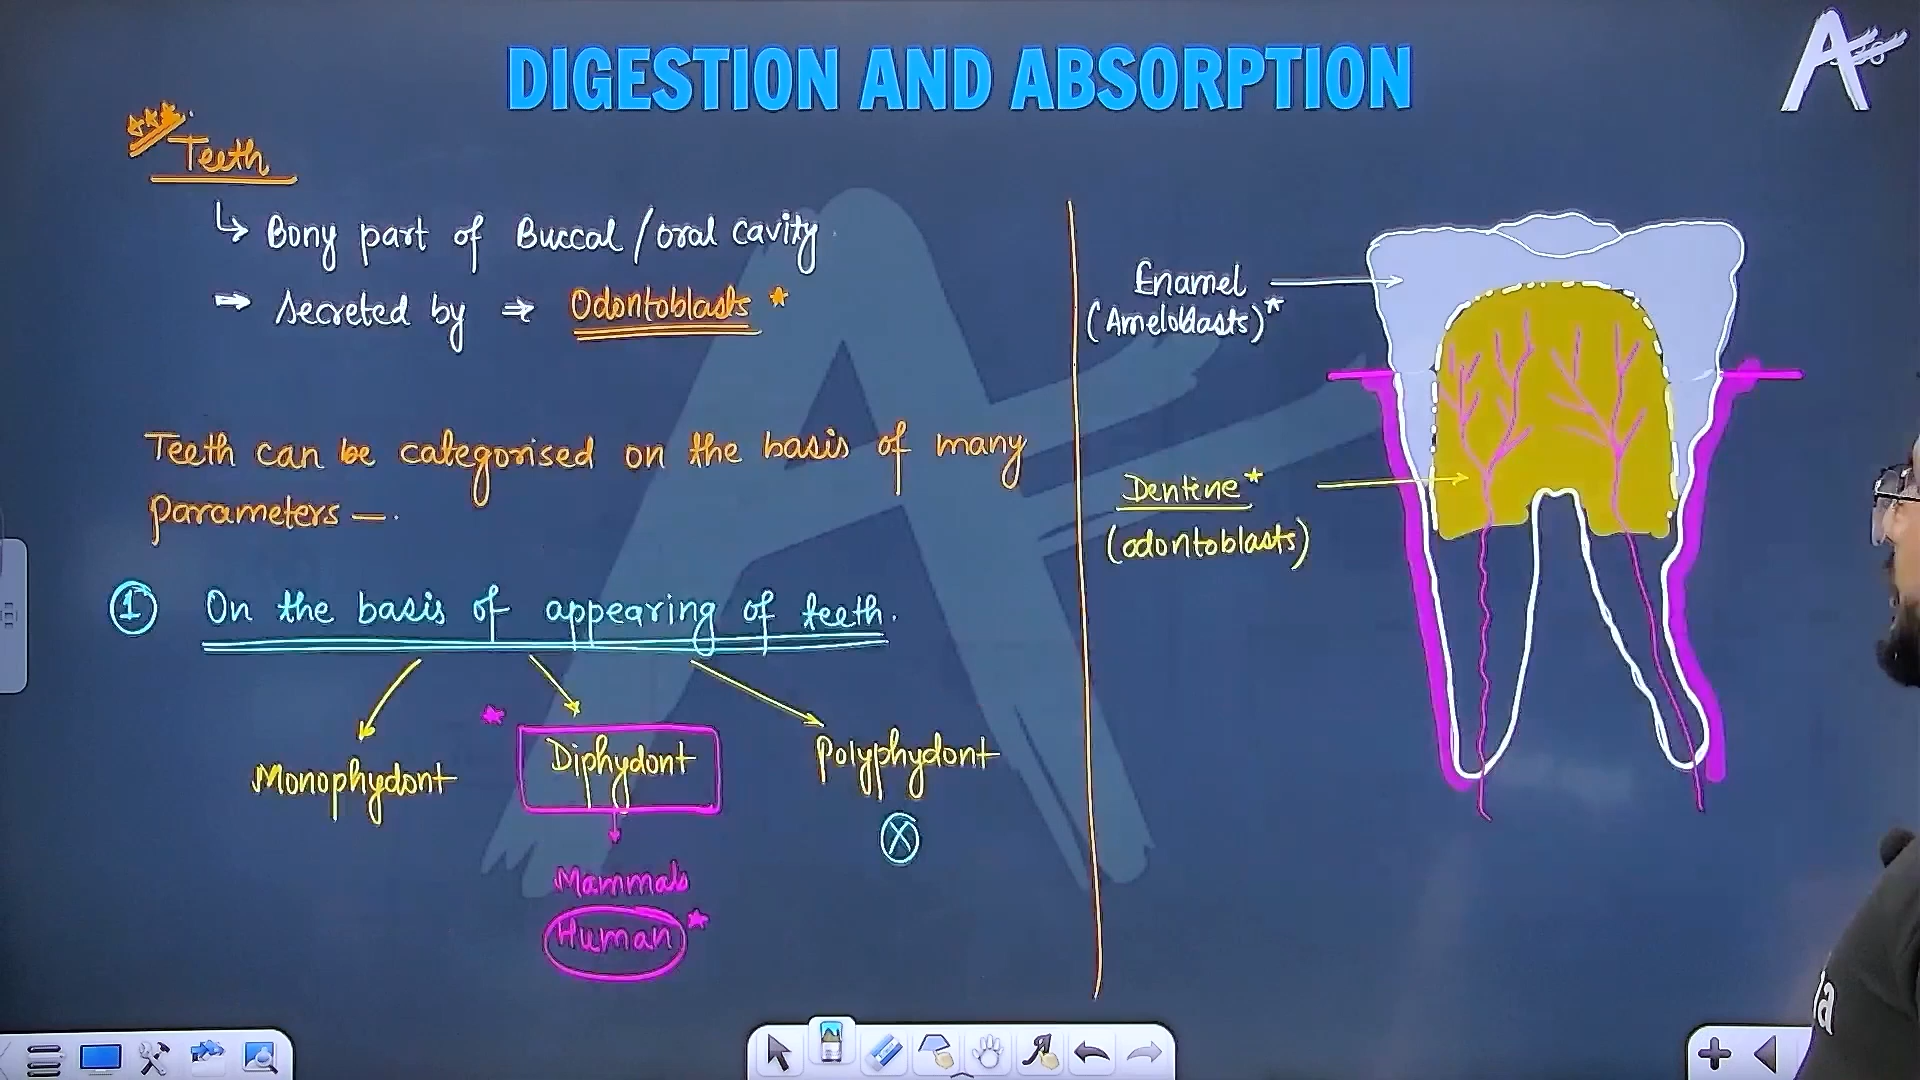 DIGESTION AND ABSORPTION
Teeth
↳ Bony part of Buccal/oral cavity
→ secreted by ⇒ Odontoblasts *
Teeth can be categorised on the basis of many
parameters —.
① On the basis of appearing of teeth.
Monophydont
* Diphydont
Polyphydont
X
Mammals
Human *
Enamel
(Ameloblasts)*
Dentine*
(odontoblasts)